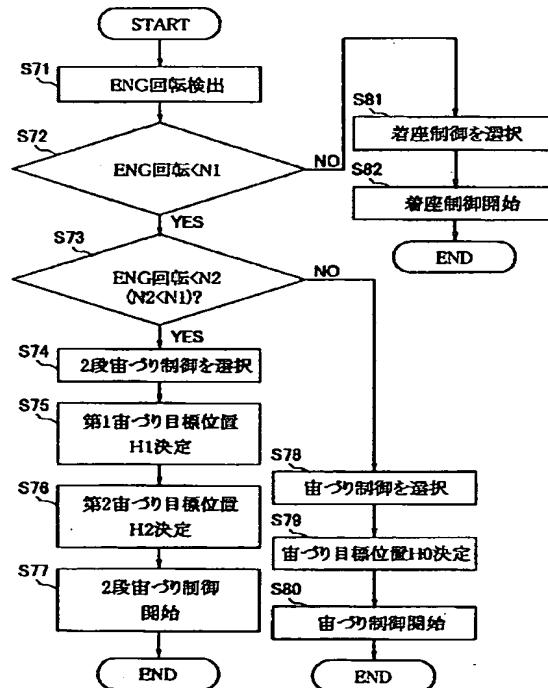 START
S71
ENG回転検出
S72
ENG回転<N1
NO
YES
S73
ENG回転<N2
(N2<N1)?
NO
YES
S74
2段宙づり制御を選択
S75
第1宙づり目標位置
H1決定
S76
第2宙づり目標位置
H2決定
S77
2段宙づり制御
開始
END
S78
宙づり制御を選択
S79
宙づり目標位置H0決定
S80
宙づり制御開始
END
S81
着座制御を選択
S82
着座制御開始
END